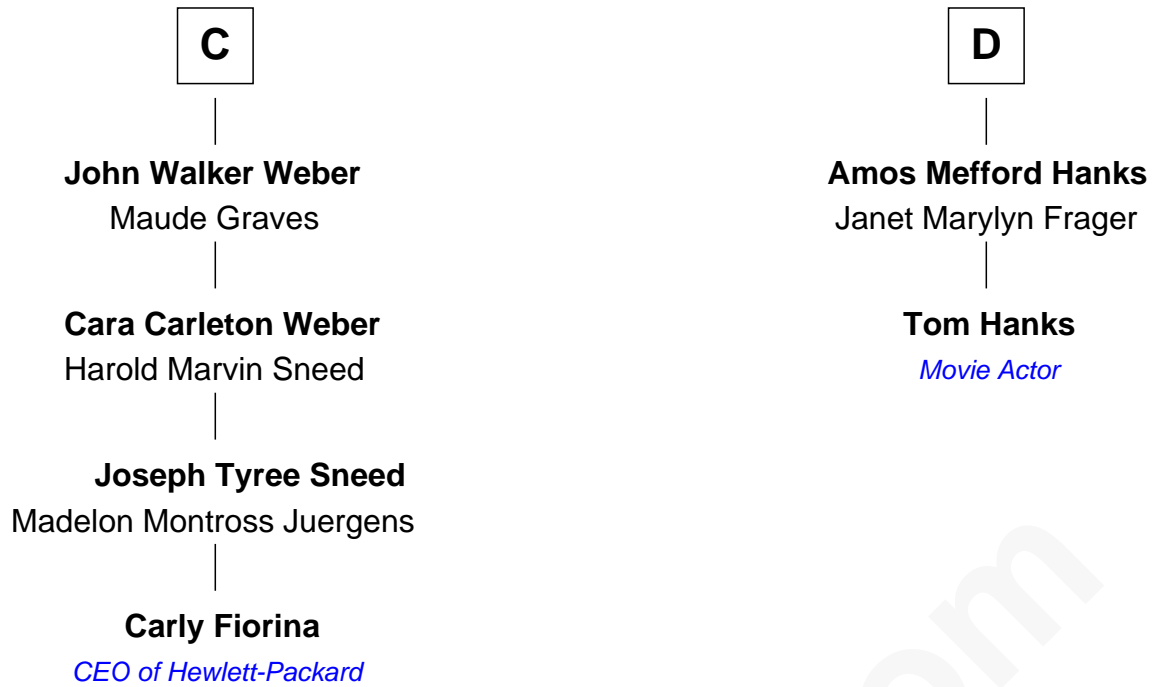 C
John Walker Weber
Maude Graves
Cara Carleton Weber
Harold Marvin Sneed
Joseph Tyree Sneed
Madelon Montross Juergens
Carly Fiorina
CEO of Hewlett-Packard
D
Amos Mefford Hanks
Janet Marylyn Frager
Tom Hanks
Movie Actor
om